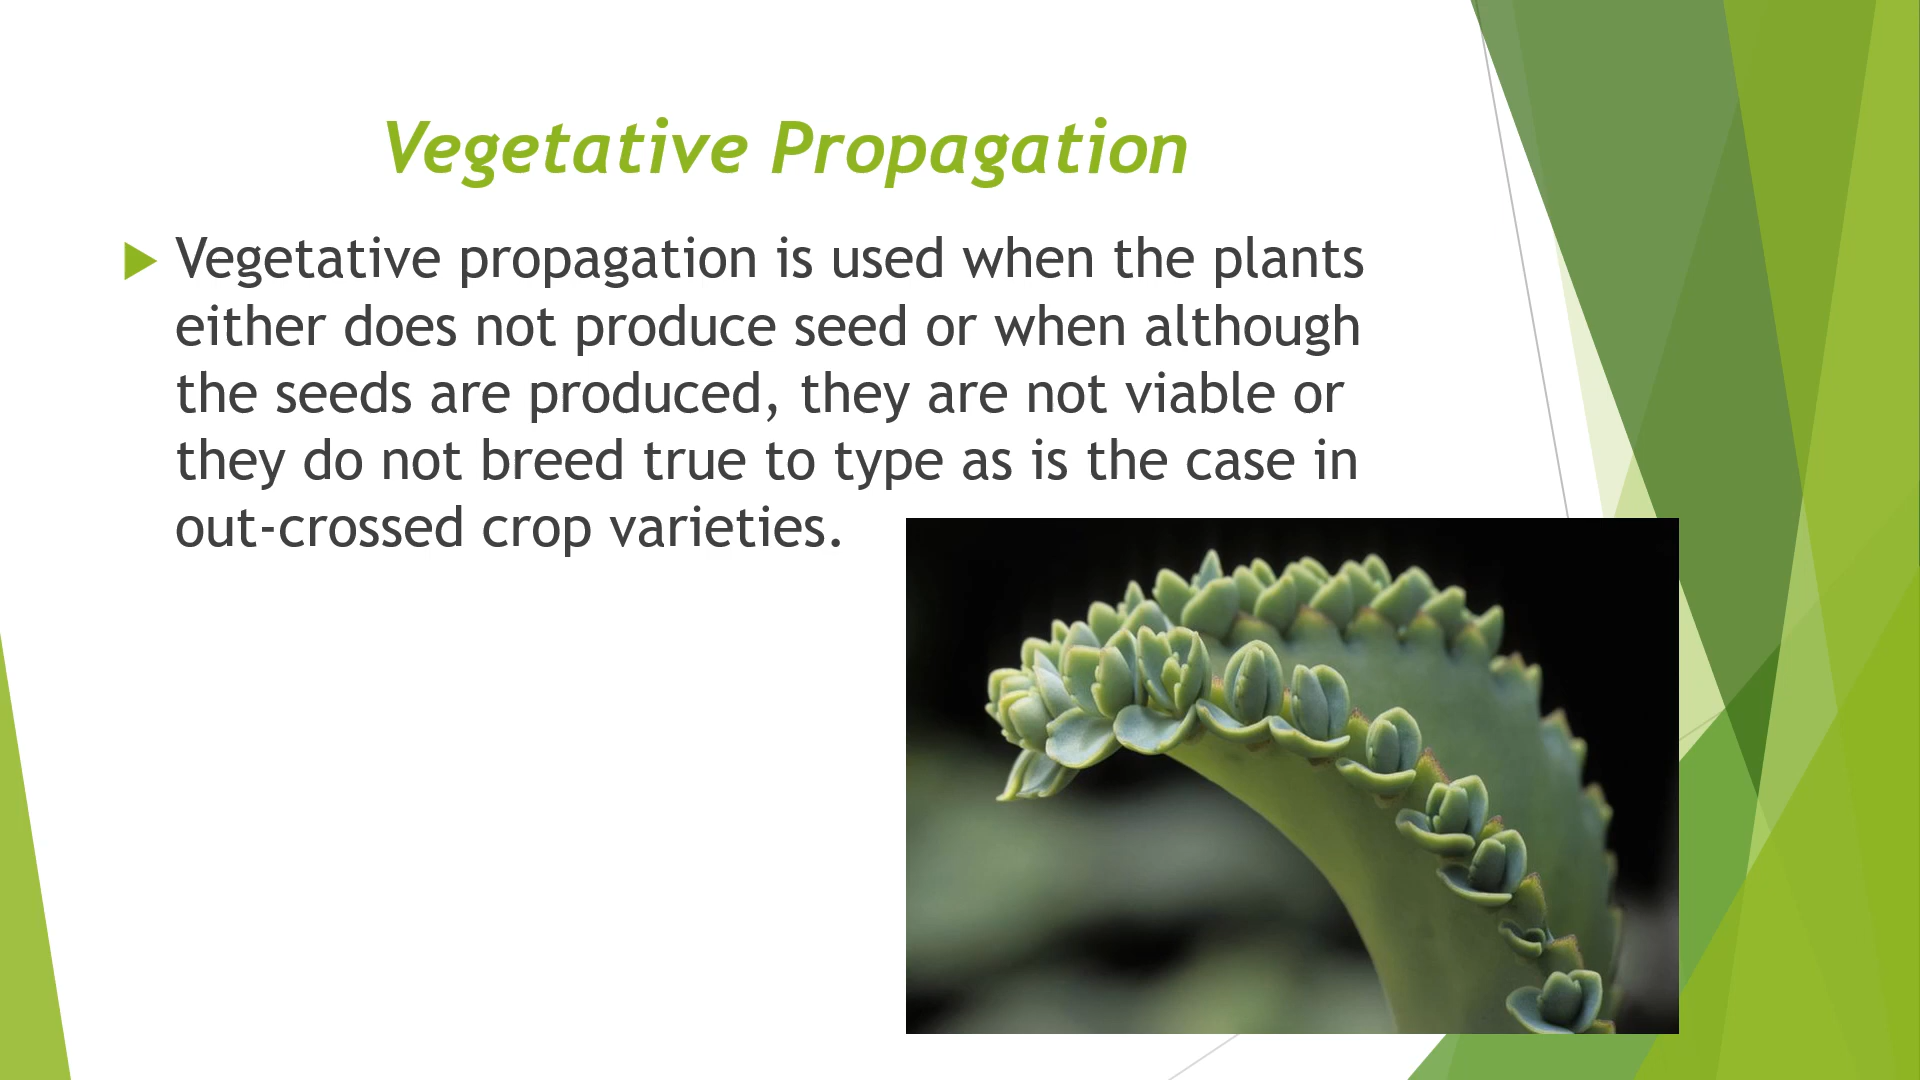 Vegetative Propagation
Vegetative propagation is used when the plants
either does not produce seed or when although
the seeds are produced, they are not viable or
they do not breed true to type as is the case in
out-crossed crop varieties.